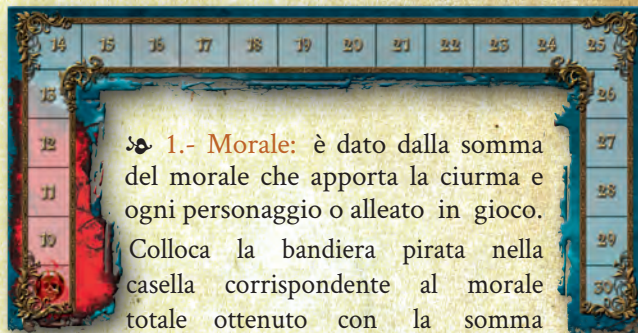 14 15 16 17 18 19 20 21 22 23 24 25
13 26
12 27
11 28
10 29
30
❧ 1.- Morale: è dato dalla somma
del morale che apporta la ciurma e
ogni personaggio o alleato in gioco.
Colloca la bandiera pirata nella
casella corrispondente al morale
totale ottenuto con la somma